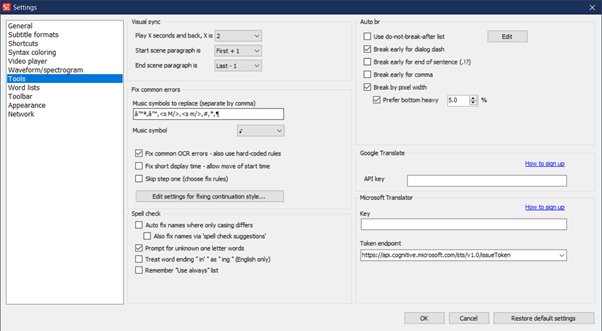 Settings
General
Subtitle formats
Shortcuts
Syntax coloring
Video player
Waveform/spectrogram
Tools
Word lists
Toolbar
Appearance
Network
Visual sync
Play X seconds and back, X is 2
Start scene paragraph is First + 1
End scene paragraph is Last - 1
Fix common errors
Music symbols to replace (separate by comma)
â™ª,â™,<s M/>,<s m/>,#,*,¶
Music symbol ♪
Fix common OCR errors - also use hard-coded rules
Fix short display time - allow move of start time
Skip step one (choose fix rules)
Edit settings for fixing continuation style...
Spell check
Auto fix names where only casing differs
Also fix names via 'spell check suggestions'
Prompt for unknown one letter words
Treat word ending " in' " as " ing " (English only)
Remember "Use always" list
Auto br
Use do-not-break-after list Edit
Break early for dialog dash
Break early for end of sentence (.!?)
Break early for comma
Break by pixel width
Prefer bottom heavy 5.0 %
Google Translate
How to sign up
API key
Microsoft Translator
How to sign up
Key
Token endpoint
https://api.cognitive.microsoft.com/sts/v1.0/issueToken
OK Cancel Restore default settings